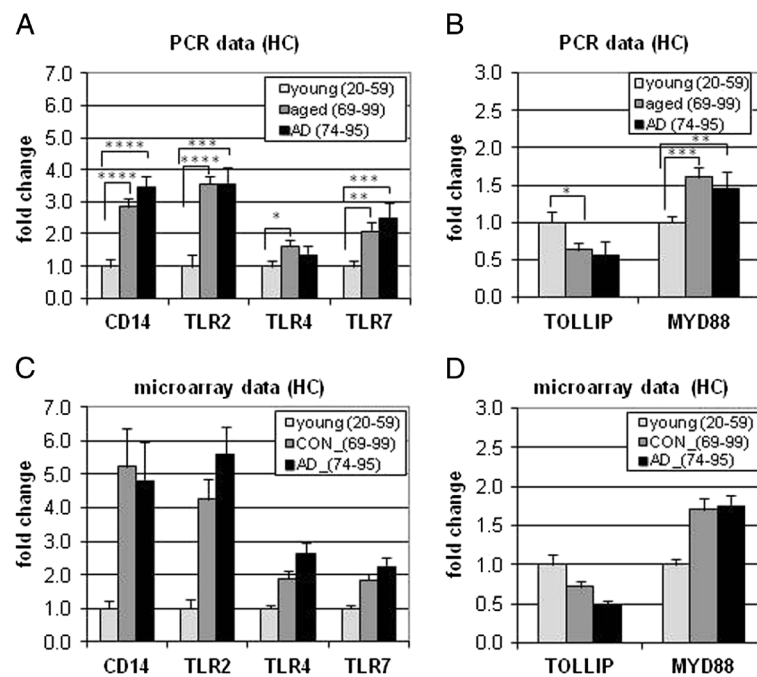 A
PCR data (HC)
fold change
7.0
6.0
5.0
4.0
3.0
2.0
1.0
0.0
young (20-59)
aged (69-99)
AD (74-95)
****
****
***
****
*
***
**
CD14 TLR2 TLR4 TLR7
B
PCR data (HC)
fold change
3.0
2.5
2.0
1.5
1.0
0.5
0.0
young (20-59)
aged (69-99)
AD (74-95)
*
**
***
TOLLIP MYD88
C
microarray data (HC)
fold change
7.0
6.0
5.0
4.0
3.0
2.0
1.0
0.0
young (20-59)
CON_(69-99)
AD_(74-95)
CD14 TLR2 TLR4 TLR7
D
microarray data (HC)
fold change
3.0
2.5
2.0
1.5
1.0
0.5
0.0
young (20-59)
CON_(69-99)
AD_(74-95)
TOLLIP MYD88